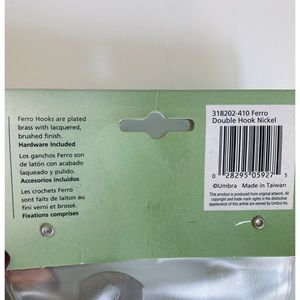 Ferro Hooks are plated
brass with lacquered,
brushed finish.
Hardware Included
Los ganchos Ferro son
de latón con acabado
laqueado y pulido.
Accesorios incluidos
Les crochets Ferro
sont faits de laiton au
fini verni et brossé.
Fixations comprises
318202-410 Ferro
Double Hook Nickel
0 28295 05927 5
©Umbra Made in Taiwan
This product is produced from original artwork. All
copyright and trade mark rights in the distinctive
appearance of this article are owned by Umbra Inc.